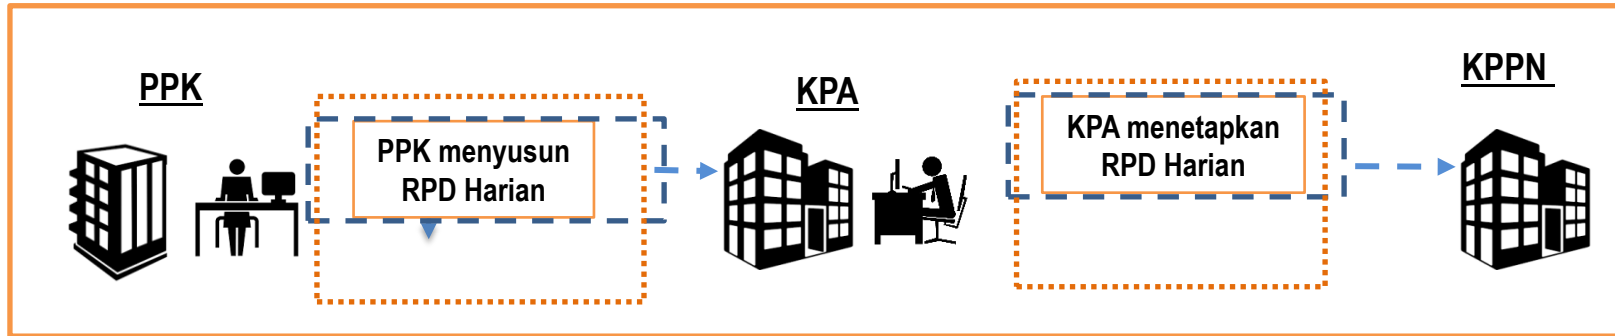 PPK
PPK menyusun
RPD Harian
KPA
KPA menetapkan
RPD Harian
KPPN